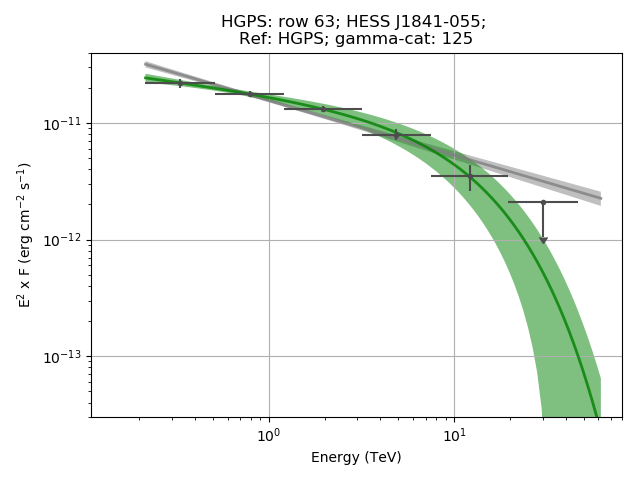 HGPS: row 63; HESS J1841-055;
Ref: HGPS; gamma-cat: 125
E² x F (erg cm⁻² s⁻¹)
10⁻¹¹
10⁻¹²
10⁻¹³
10⁰
10¹
Energy (TeV)